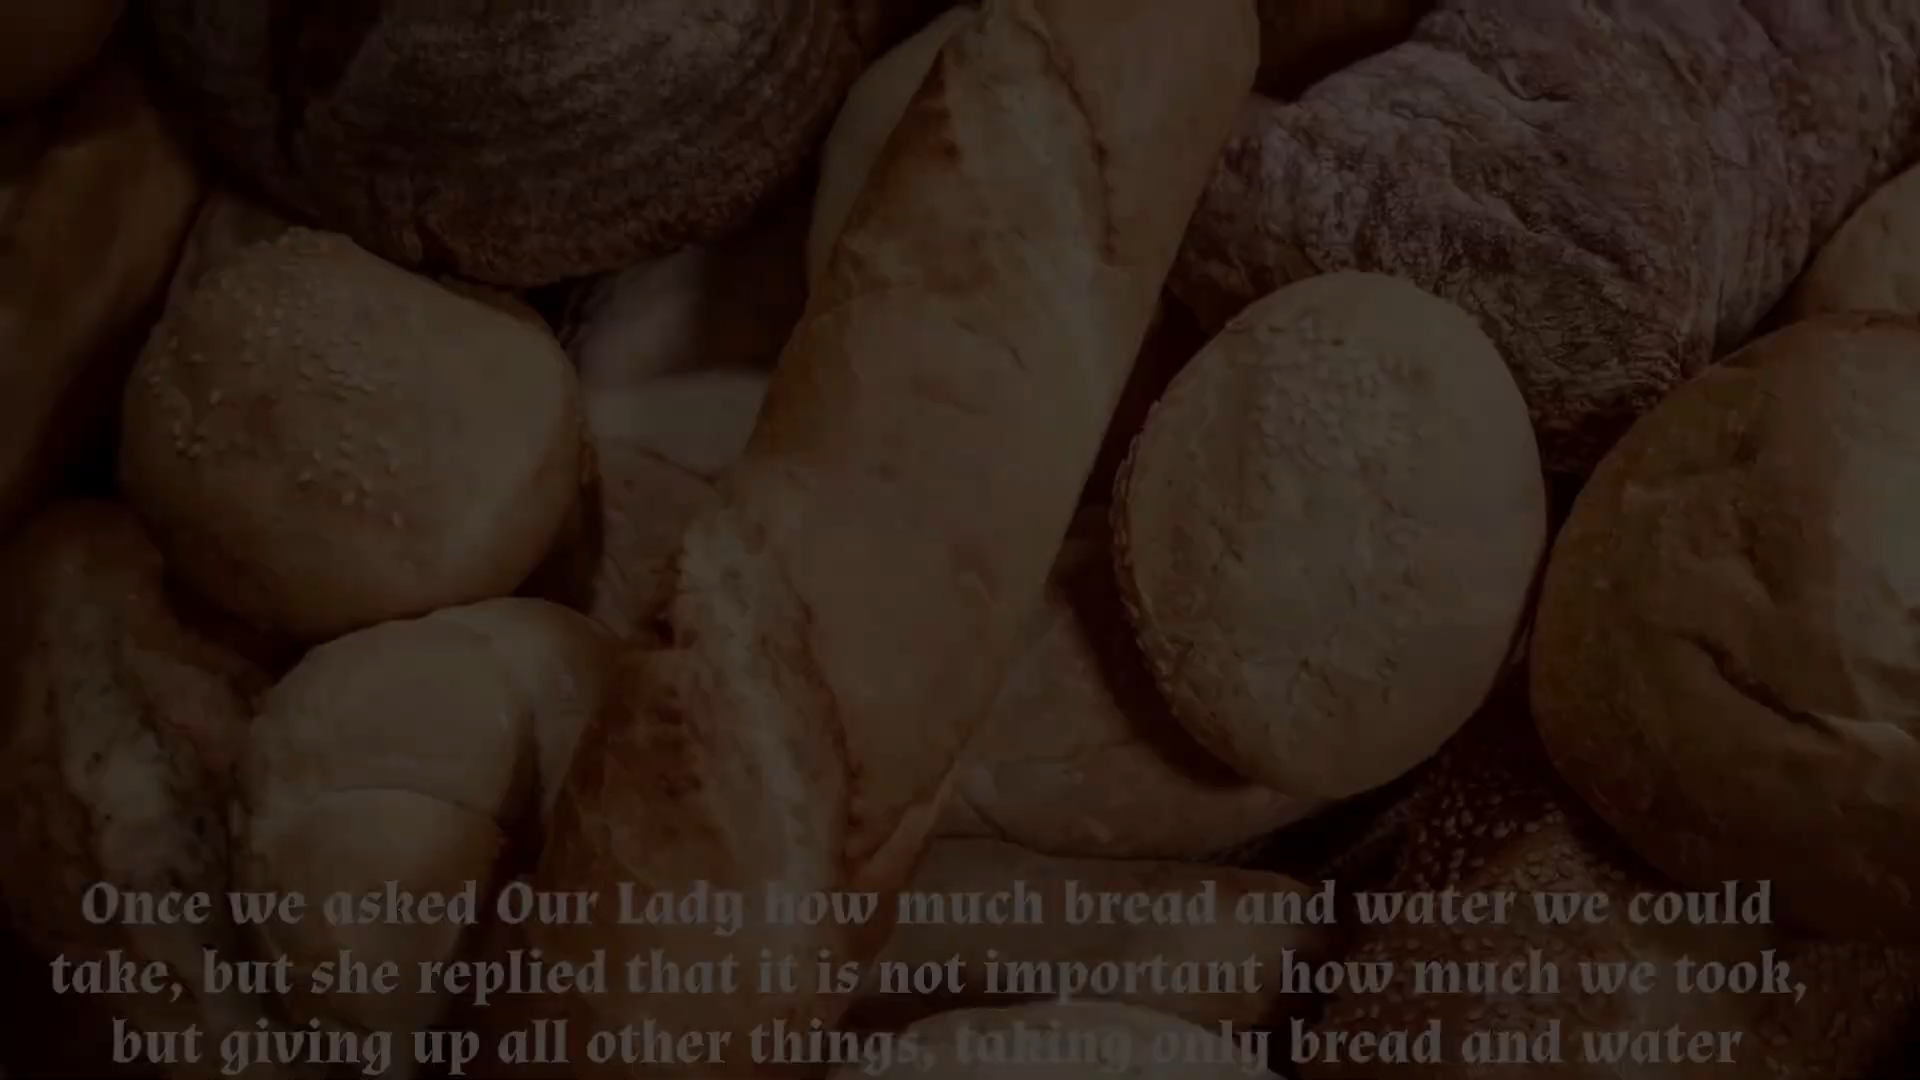 Once we asked Our Lady how much bread and water we could
take, but she replied that it is not important how much we took,
but giving up all other things, taking only bread and water